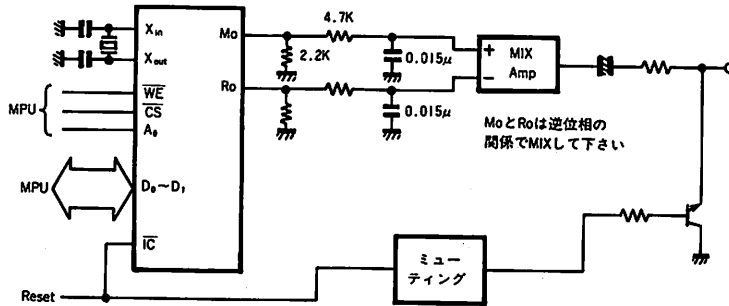 Xin
Xout
MPU
WE
CS
A0
MPU
D0～D7
IC
Reset
Mo
Ro
4.7K
2.2K
0.015μ
0.015μ
+
−
MIX
Amp
MoとRoは逆位相の
関係でMIXして下さい
ミュー
ティング